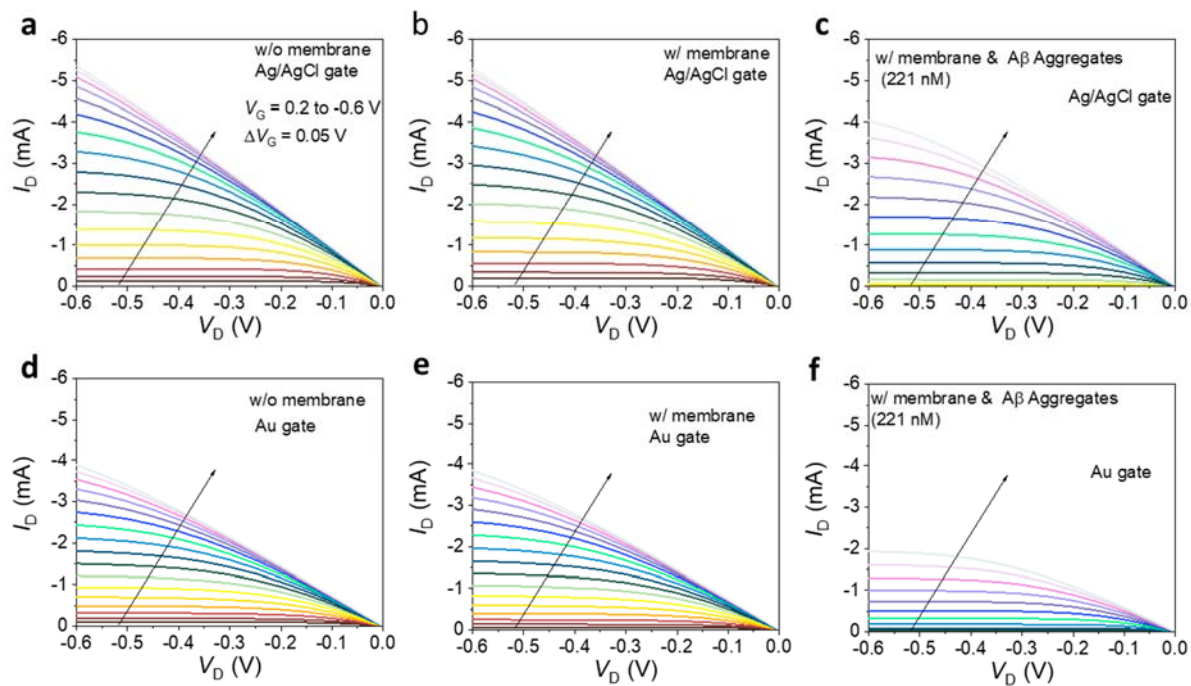 a
w/o membrane
Ag/AgCl gate
V_G = 0.2 to -0.6 V
ΔV_G = 0.05 V
I_D (mA)
-6
-5
-4
-3
-2
-1
0
-0.6 -0.5 -0.4 -0.3 -0.2 -0.1 0.0
V_D (V)
b
w/ membrane
Ag/AgCl gate
I_D (mA)
-6
-5
-4
-3
-2
-1
0
-0.6 -0.5 -0.4 -0.3 -0.2 -0.1 0.0
V_D (V)
c
w/ membrane & Aβ Aggregates
(221 nM)
Ag/AgCl gate
I_D (mA)
-6
-5
-4
-3
-2
-1
0
-0.6 -0.5 -0.4 -0.3 -0.2 -0.1 0.0
V_D (V)
d
w/o membrane
Au gate
I_D (mA)
-6
-5
-4
-3
-2
-1
0
-0.6 -0.5 -0.4 -0.3 -0.2 -0.1 0.0
V_D (V)
e
w/ membrane
Au gate
I_D (mA)
-6
-5
-4
-3
-2
-1
0
-0.6 -0.5 -0.4 -0.3 -0.2 -0.1 0.0
V_D (V)
f
w/ membrane & Aβ Aggregates
(221 nM)
Au gate
I_D (mA)
-6
-5
-4
-3
-2
-1
0
-0.6 -0.5 -0.4 -0.3 -0.2 -0.1 0.0
V_D (V)